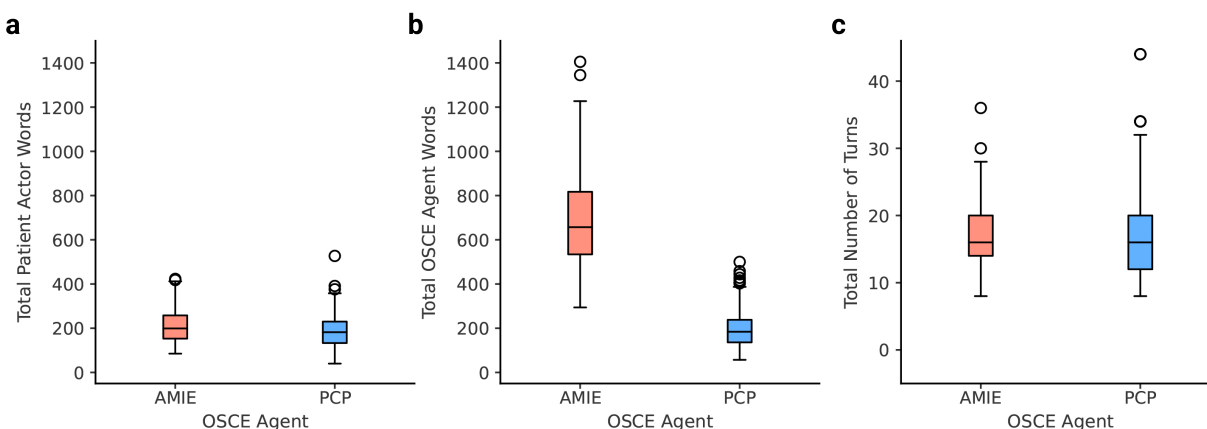 a
Total Patient Actor Words
1400
1200
1000
800
600
400
200
0
AMIE
PCP
OSCE Agent
b
Total OSCE Agent Words
1400
1200
1000
800
600
400
200
0
AMIE
PCP
OSCE Agent
c
Total Number of Turns
40
30
20
10
0
AMIE
PCP
OSCE Agent